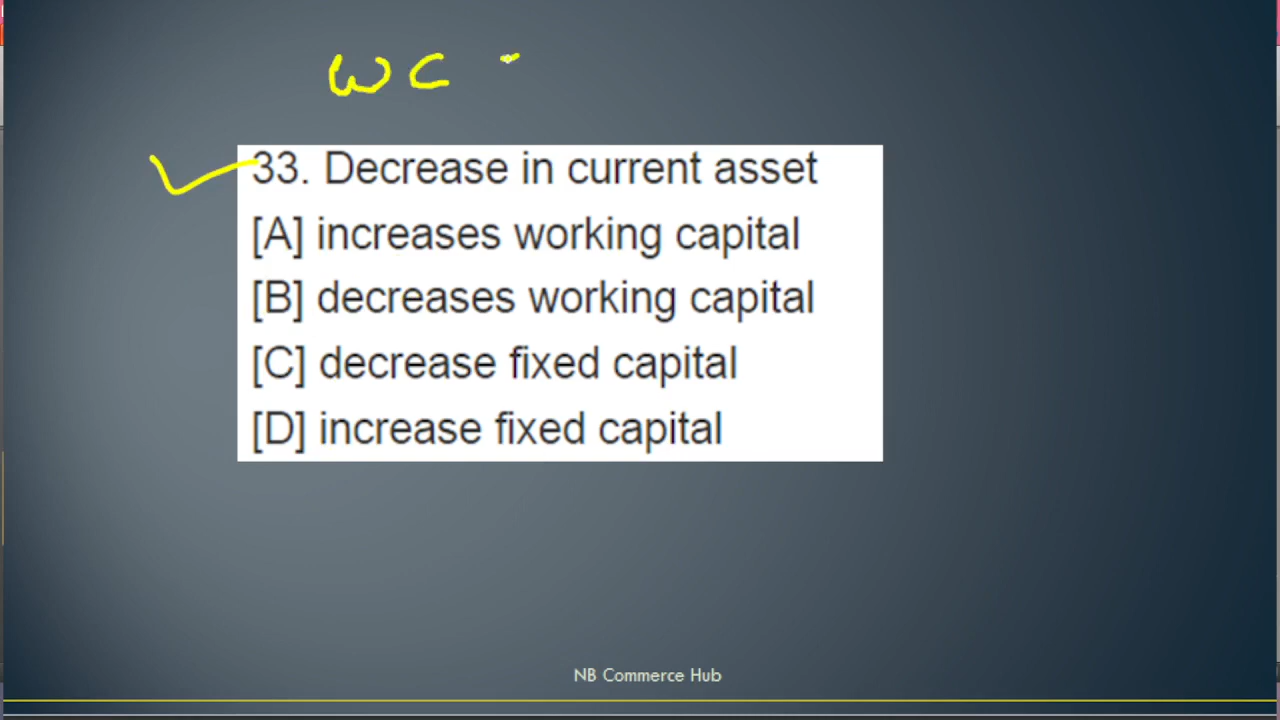 WC -
33. Decrease in current asset
[A] increases working capital
[B] decreases working capital
[C] decrease fixed capital
[D] increase fixed capital
NB Commerce Hub